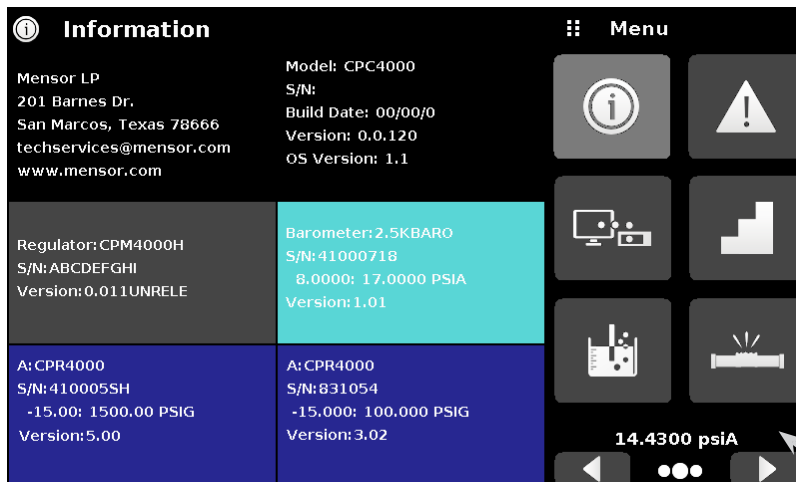 Information
Mensor LP
201 Barnes Dr.
San Marcos, Texas 78666
techservices@mensor.com
www.mensor.com
Model: CPC4000
S/N:
Build Date: 00/00/0
Version: 0.0.120
OS Version: 1.1
Regulator:CPM4000H
S/N:ABCDEFGHI
Version:0.011UNRELE
Barometer:2.5KBARO
S/N:41000718
8.0000: 17.0000 PSIA
Version:1.01
A:CPR4000
S/N:410005SH
-15.00: 1500.00 PSIG
Version:5.00
A:CPR4000
S/N:831054
-15.000: 100.000 PSIG
Version:3.02
Menu
14.4300 psiA